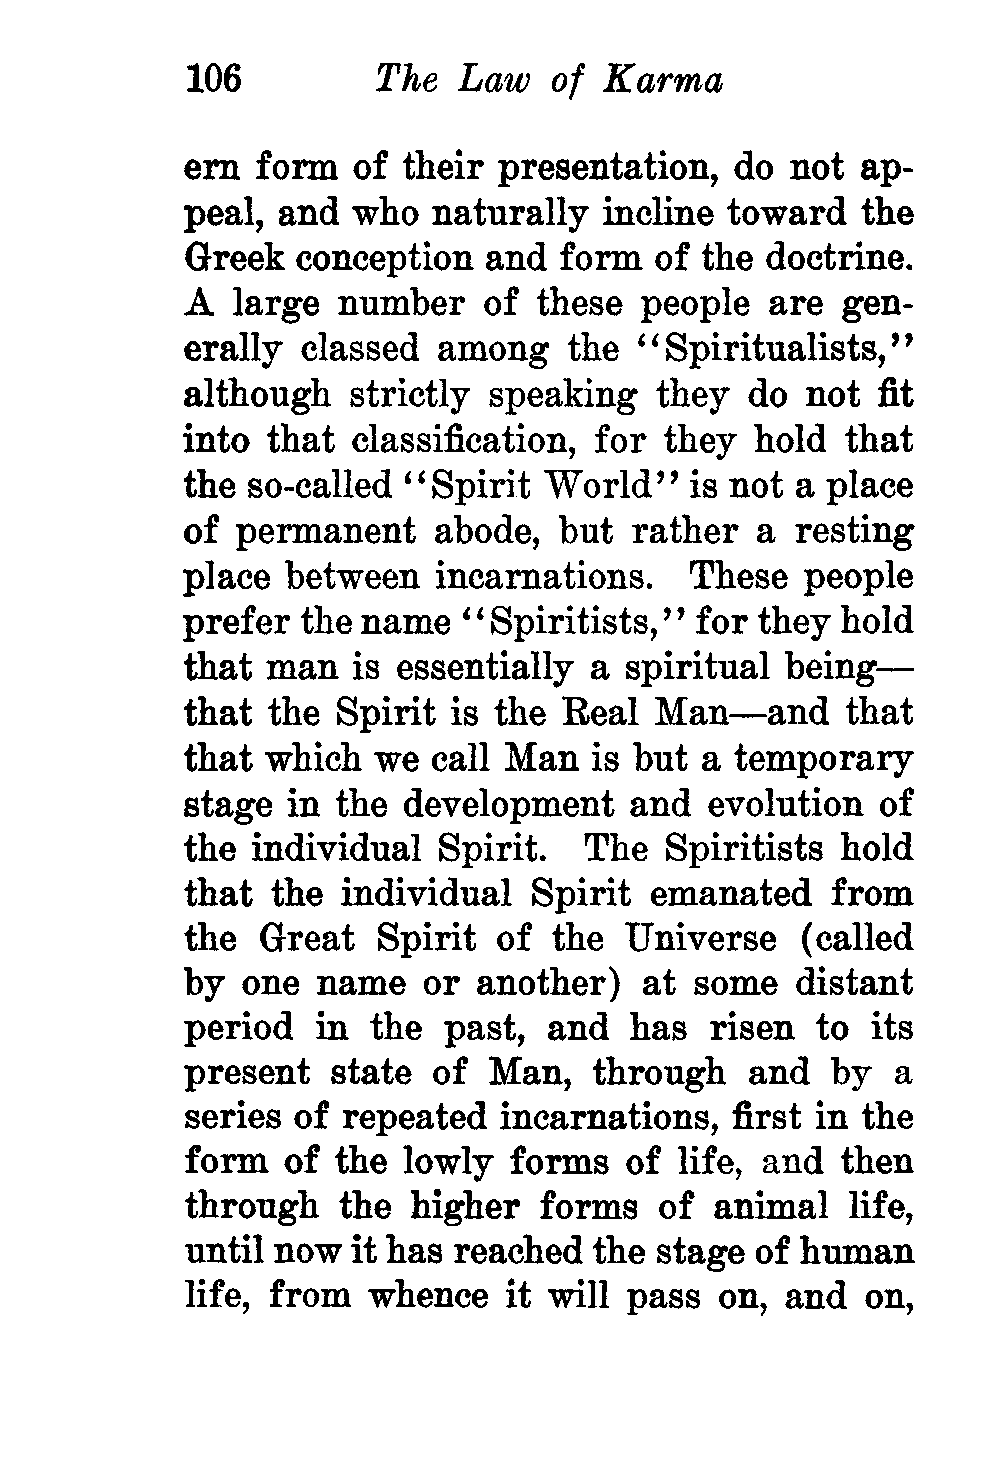 106 The Law of Karma
ern form of their presentation, do not ap-
peal, and who naturally incline toward the
Greek conception and form of the doctrine.
A large number of these people are gen-
erally classed among the “Spiritualists,”
although strictly speaking they do not fit
into that classification, for they hold that
the so-called “Spirit World” is not a place
of permanent abode, but rather a resting
place between incarnations. These people
prefer the name “Spiritists,” for they hold
that man is essentially a spiritual being—
that the Spirit is the Real Man—and that
that which we call Man is but a temporary
stage in the development and evolution of
the individual Spirit. The Spiritists hold
that the individual Spirit emanated from
the Great Spirit of the Universe (called
by one name or another) at some distant
period in the past, and has risen to its
present state of Man, through and by a
series of repeated incarnations, first in the
form of the lowly forms of life, and then
through the higher forms of animal life,
until now it has reached the stage of human
life, from whence it will pass on, and on,